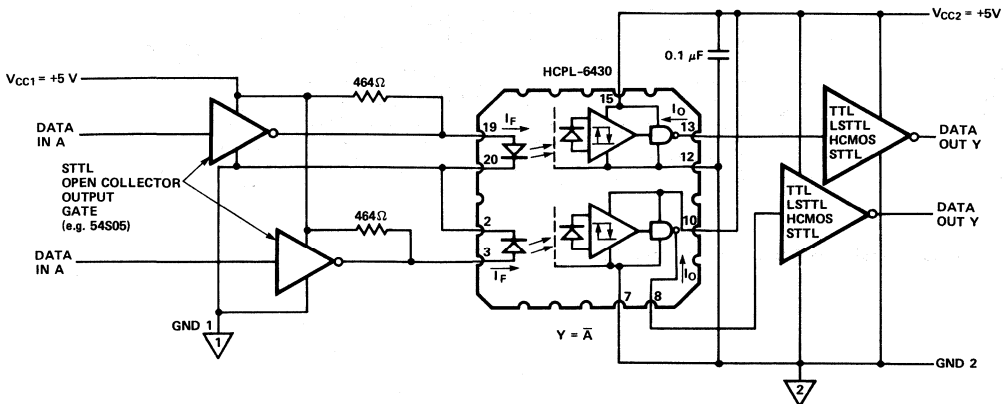 VCC2 = +5V
0.1 μF
HCPL-6430
VCC1 = +5 V
464Ω
15
IO
DATA
IN A
19
IF
13
TTL
LSTTL
HCMOS
STTL
DATA
OUT Y
20
12
STTL
OPEN COLLECTOR
OUTPUT
GATE
(e.g. 54S05)
464Ω
2
10
TTL
LSTTL
HCMOS
STTL
DATA
OUT Y
DATA
IN A
3
IF
IO
7
8
GND 1
1
Y = A̅
GND 2
2